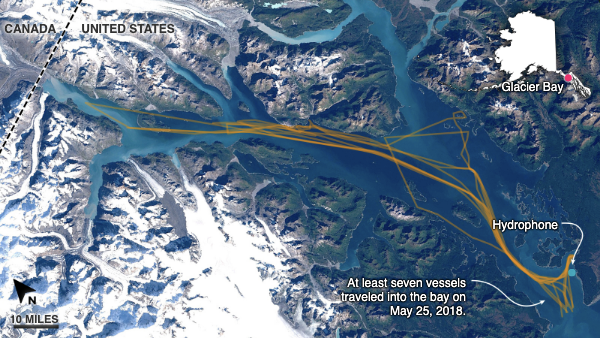 CANADA
UNITED STATES
Glacier Bay
Hydrophone
At least seven vessels
traveled into the bay on
May 25, 2018.
N
10 MILES